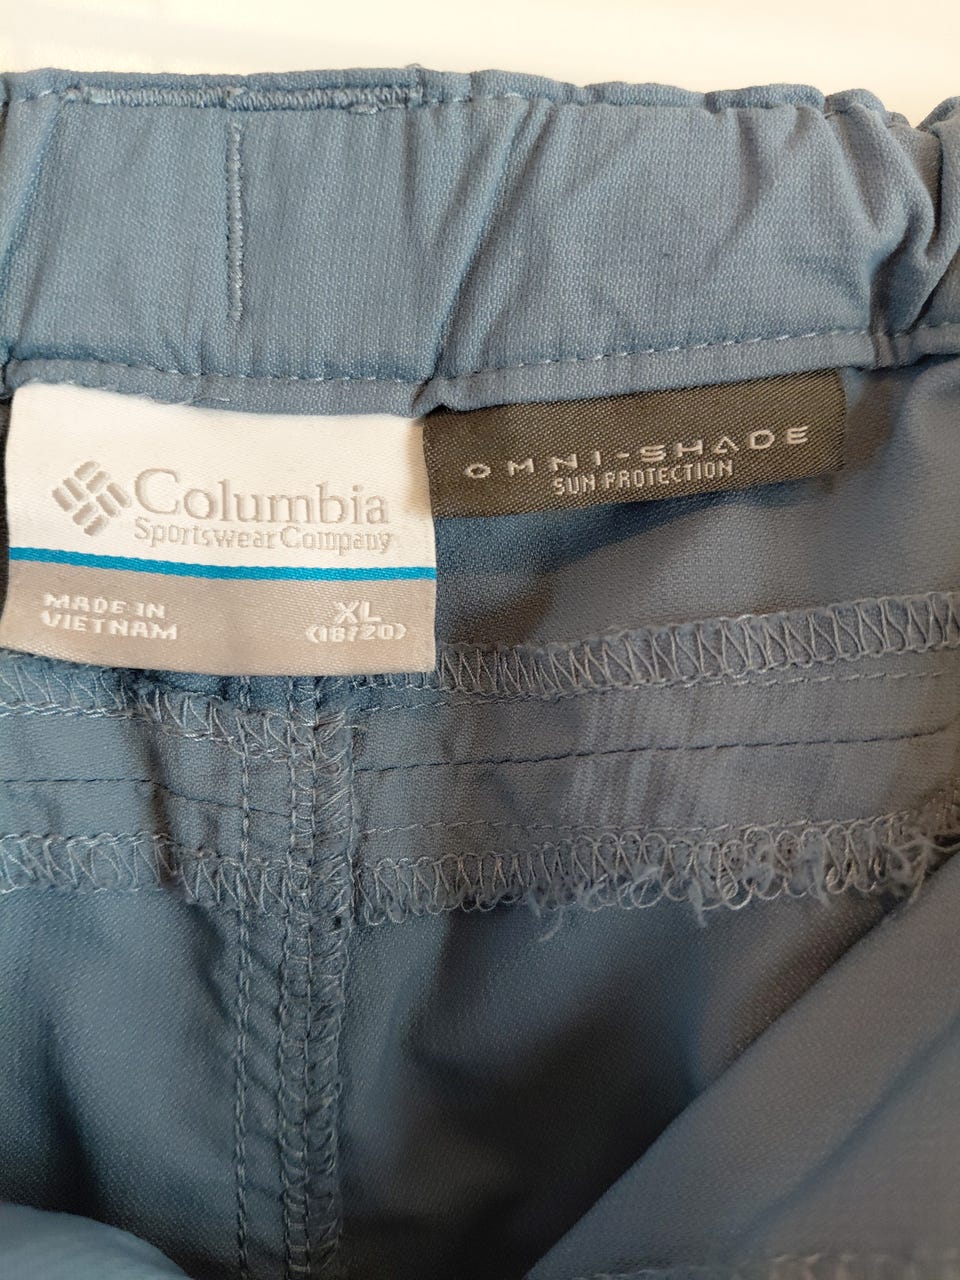 Columbia
Sportswear Company
MADE IN
VIETNAM
XL
(18/20)
OMNI-SHADE
SUN PROTECTION